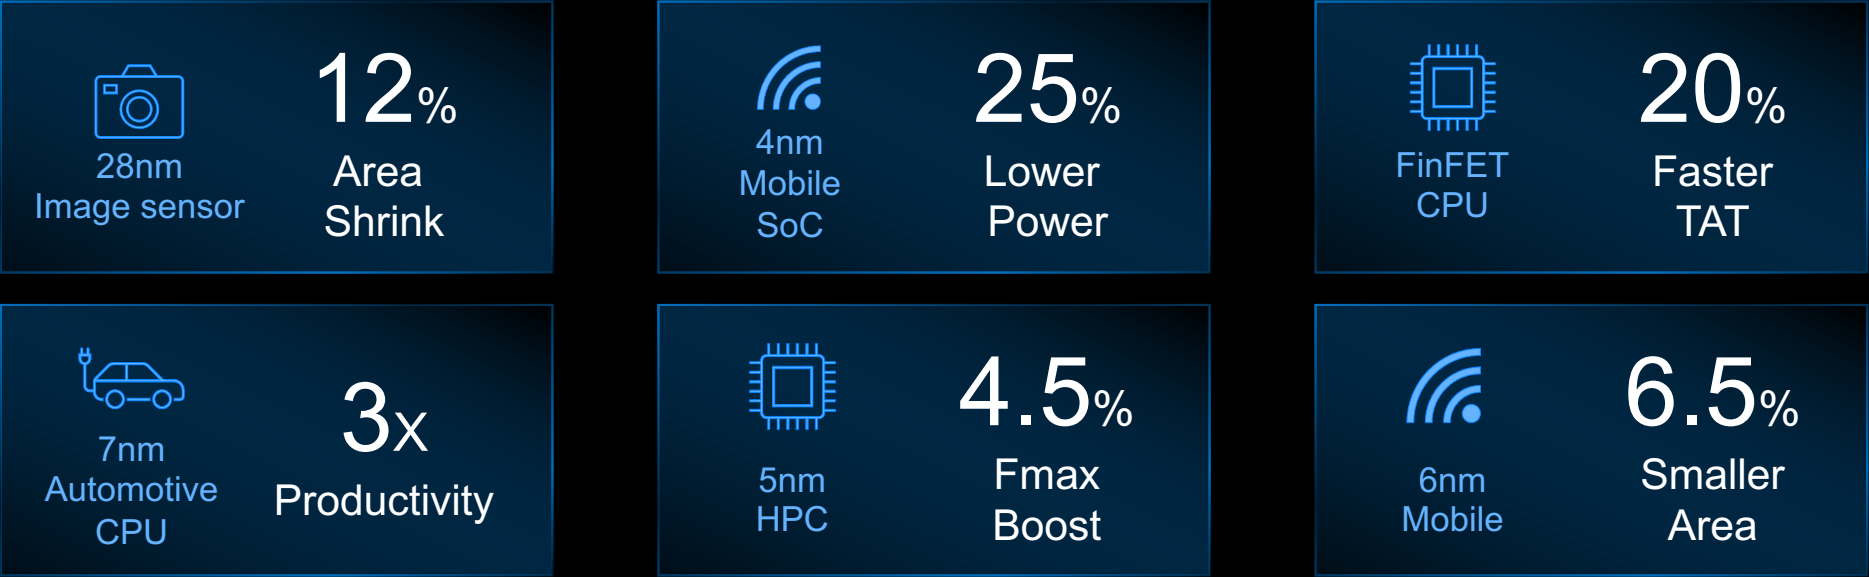 28nm
Image sensor
12%
Area
Shrink
4nm
Mobile
SoC
25%
Lower
Power
FinFET
CPU
20%
Faster
TAT
7nm
Automotive
CPU
3x
Productivity
5nm
HPC
4.5%
Fmax
Boost
6nm
Mobile
6.5%
Smaller
Area